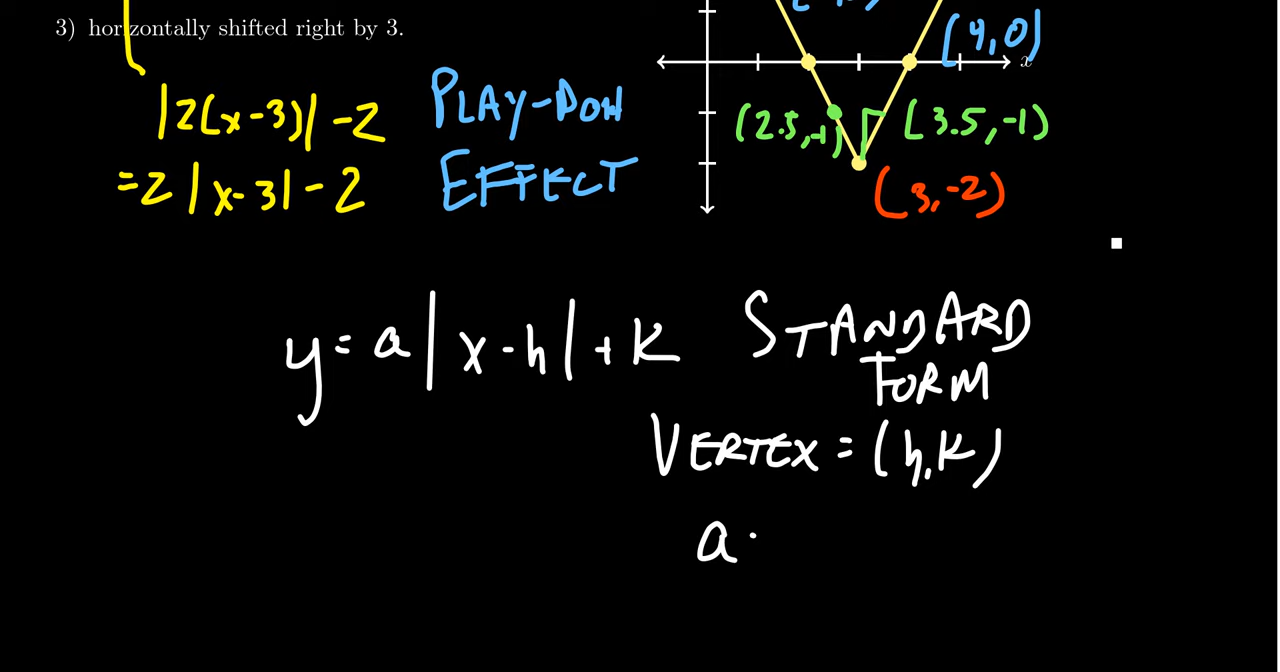 3) horizontally shifted right by 3.
(4,0)
x
|2(x-3)| -2
PLAY-DOH
(2.5,-1)
(3.5,-1)
=2|x-3| - 2
EFFECT
(3,-2)
y = a|x-h| + k
STANDARD
FORM
VERTEX = (h,k)
a